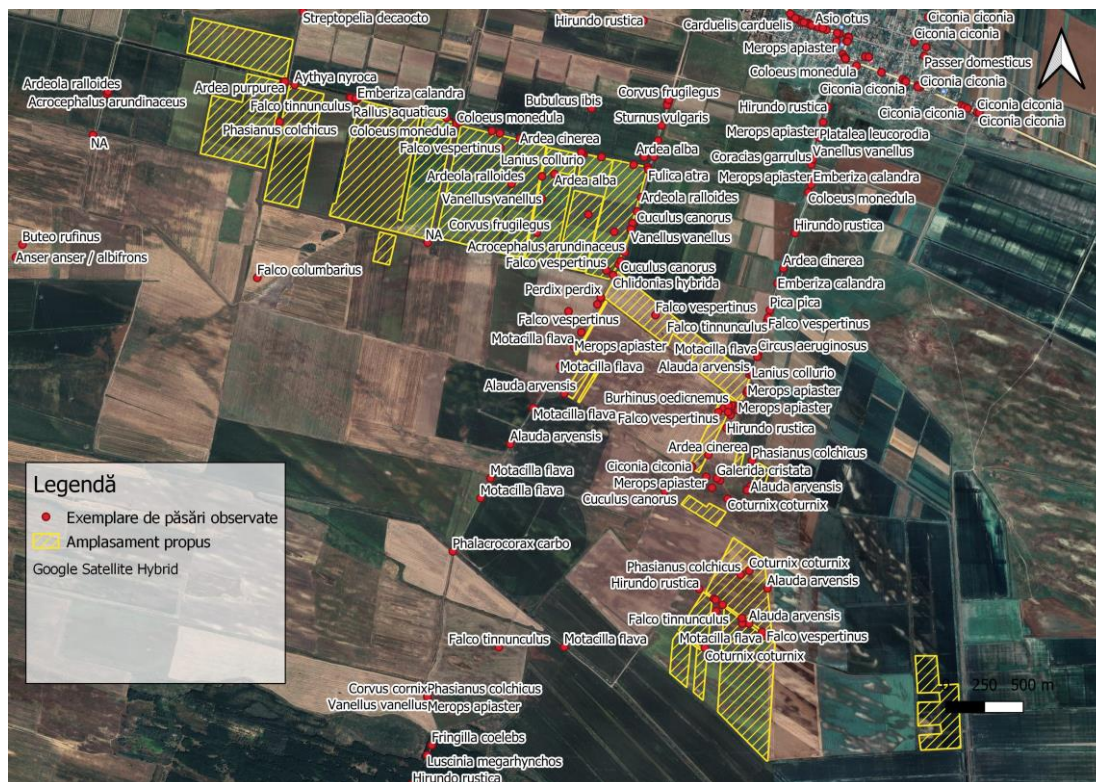 Streptopelia decaocto
Hirundo rustica
Carduelis carduelis
Asio otus
Ciconia ciconia
Ciconia ciconia
Merops apiaster
Passer domesticus
Coloeus monedula
Ciconia ciconia
Ciconia ciconia
Ciconia ciconia
Ciconia ciconia
Ciconia ciconia
Ardeola ralloides
Acrocephalus arundinaceus
NA
Ardea purpurea
Aythya nyroca
Falco tinnunculus
Emberiza calandra
Phasianus colchicus
Rallus aquaticus
Coloeus monedula
Coloeus monedula
Bubulcus ibis
Corvus frugilegus
Sturnus vulgaris
Hirundo rustica
Merops apiaster
Platalea leucorodia
Falco vespertinus
Ardea cinerea
Lanius collurio
Ardea alba
Coracias garrulus
Vanellus vanellus
Ardeola ralloides
Ardea alba
Fulica atra
Merops apiaster
Emberiza calandra
Vanellus vanellus
Ardeola ralloides
Coloeus monedula
Corvus frugilegus
Cuculus canorus
Vanellus vanellus
Hirundo rustica
Buteo rufinus
Anser anser / albifrons
NA
Acrocephalus arundinaceus
Falco vespertinus
Cuculus canorus
Ardea cinerea
Falco columbarius
Perdix perdix
Chlidonias hybrida
Emberiza calandra
Falco vespertinus
Falco vespertinus
Pica pica
Falco tinnunculus
Falco vespertinus
Motacilla flava
Merops apiaster
Motacilla flava
Circus aeruginosus
Motacilla flava
Alauda arvensis
Lanius collurio
Alauda arvensis
Burhinus oedicnemus
Merops apiaster
Motacilla flava
Falco vespertinus
Merops apiaster
Hirundo rustica
Alauda arvensis
Ardea cinerea
Phasianus colchicus
Motacilla flava
Ciconia ciconia
Galerida cristata
Motacilla flava
Merops apiaster
Alauda arvensis
Cuculus canorus
Coturnix coturnix
Legendă
Exemplare de păsări observate
Amplasament propus
Google Satellite Hybrid
Phalacrocorax carbo
Phasianus colchicus
Coturnix coturnix
Hirundo rustica
Alauda arvensis
Falco tinnunculus
Alauda arvensis
Falco tinnunculus
Motacilla flava
Motacilla flava
Falco vespertinus
Coturnix coturnix
Corvus cornix
Phasianus colchicus
Vanellus vanellus
Merops apiaster
250 500 m
Fringilla coelebs
Luscinia megarhynchos
Hirundo rustica